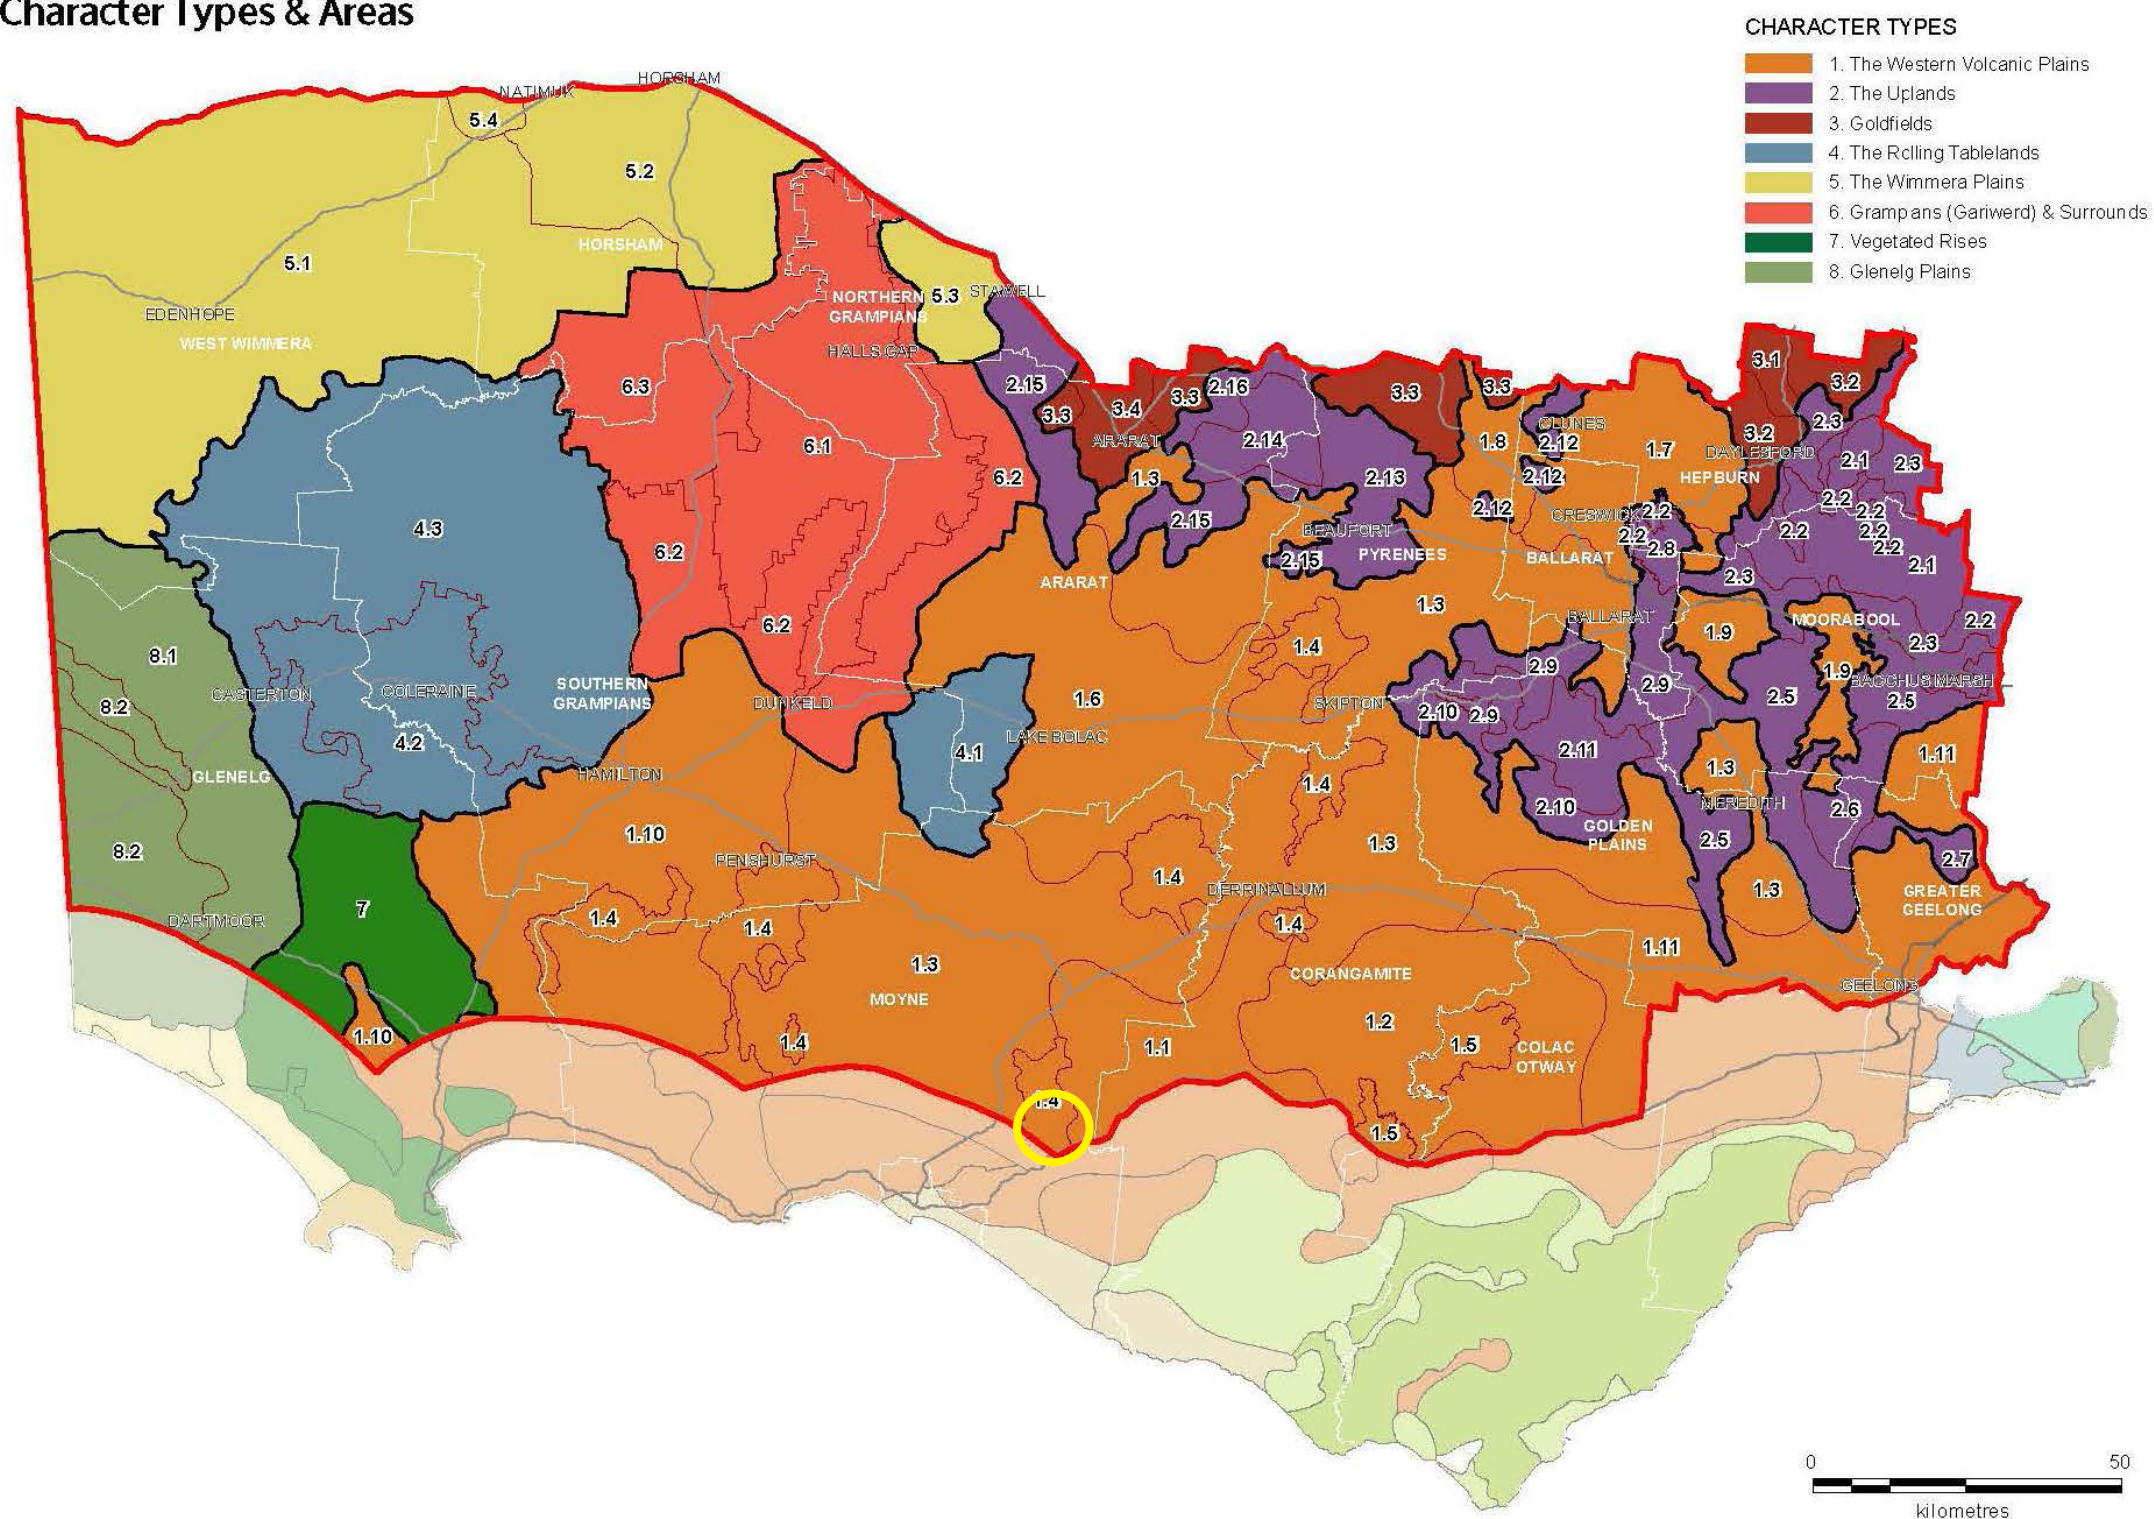 Character Types & Areas
CHARACTER TYPES
1. The Western Volcanic Plains
2. The Uplands
3. Goldfields
4. The Rolling Tablelands
5. The Wimmera Plains
6. Grampians (Gariwerd) & Surrounds
7. Vegetated Rises
8. Glenelg Plains
HORSHAM
NATIMUK
5.4
5.2
HORSHAM
5.1
EDENHOPE
WEST WIMMERA
NORTHERN
GRAMPIANS
5.3
STAWELL
HALLS GAP
6.3
6.1
6.2
6.2
6.2
2.15
3.3
3.4
3.3
2.16
ARARAT
1.3
2.14
2.15
3.3
3.3
2.13
1.8
CLUNES
2.12
2.12
2.12
1.7
HEPBURN
3.1
3.2
3.2
DAYLESFORD
2.3
2.1
2.3
2.2
2.2
2.2
2.2
2.2
2.1
CRESWICK
2.2
2.2
2.8
2.3
BEAUFORT
2.15
PYRENEES
BALLARAT
ARARAT
1.3
BALLARAT
1.9
MOORABOOL
2.2
2.3
1.9
BACCHUS MARSH
2.5
2.5
4.3
8.1
8.2
CASTERTON
COLERAINE
4.2
SOUTHERN
GRAMPIANS
DUNKELD
1.6
1.4
SKIPTON
2.9
2.10
2.9
2.9
2.11
LAKE BOLAC
4.1
GLENELG
HAMILTON
1.4
2.10
GOLDEN
PLAINS
1.3
MEREDITH
1.11
2.6
2.5
2.7
8.2
1.10
PENSHURST
1.3
1.4
DERRINALLUM
1.3
GREATER
GEELONG
DARTMOOR
7
1.4
1.4
1.4
1.11
1.3
MOYNE
CORANGAMITE
GEELONG
1.10
1.4
1.1
1.2
1.5
COLAC
OTWAY
1.4
1.5
0 50
kilometres